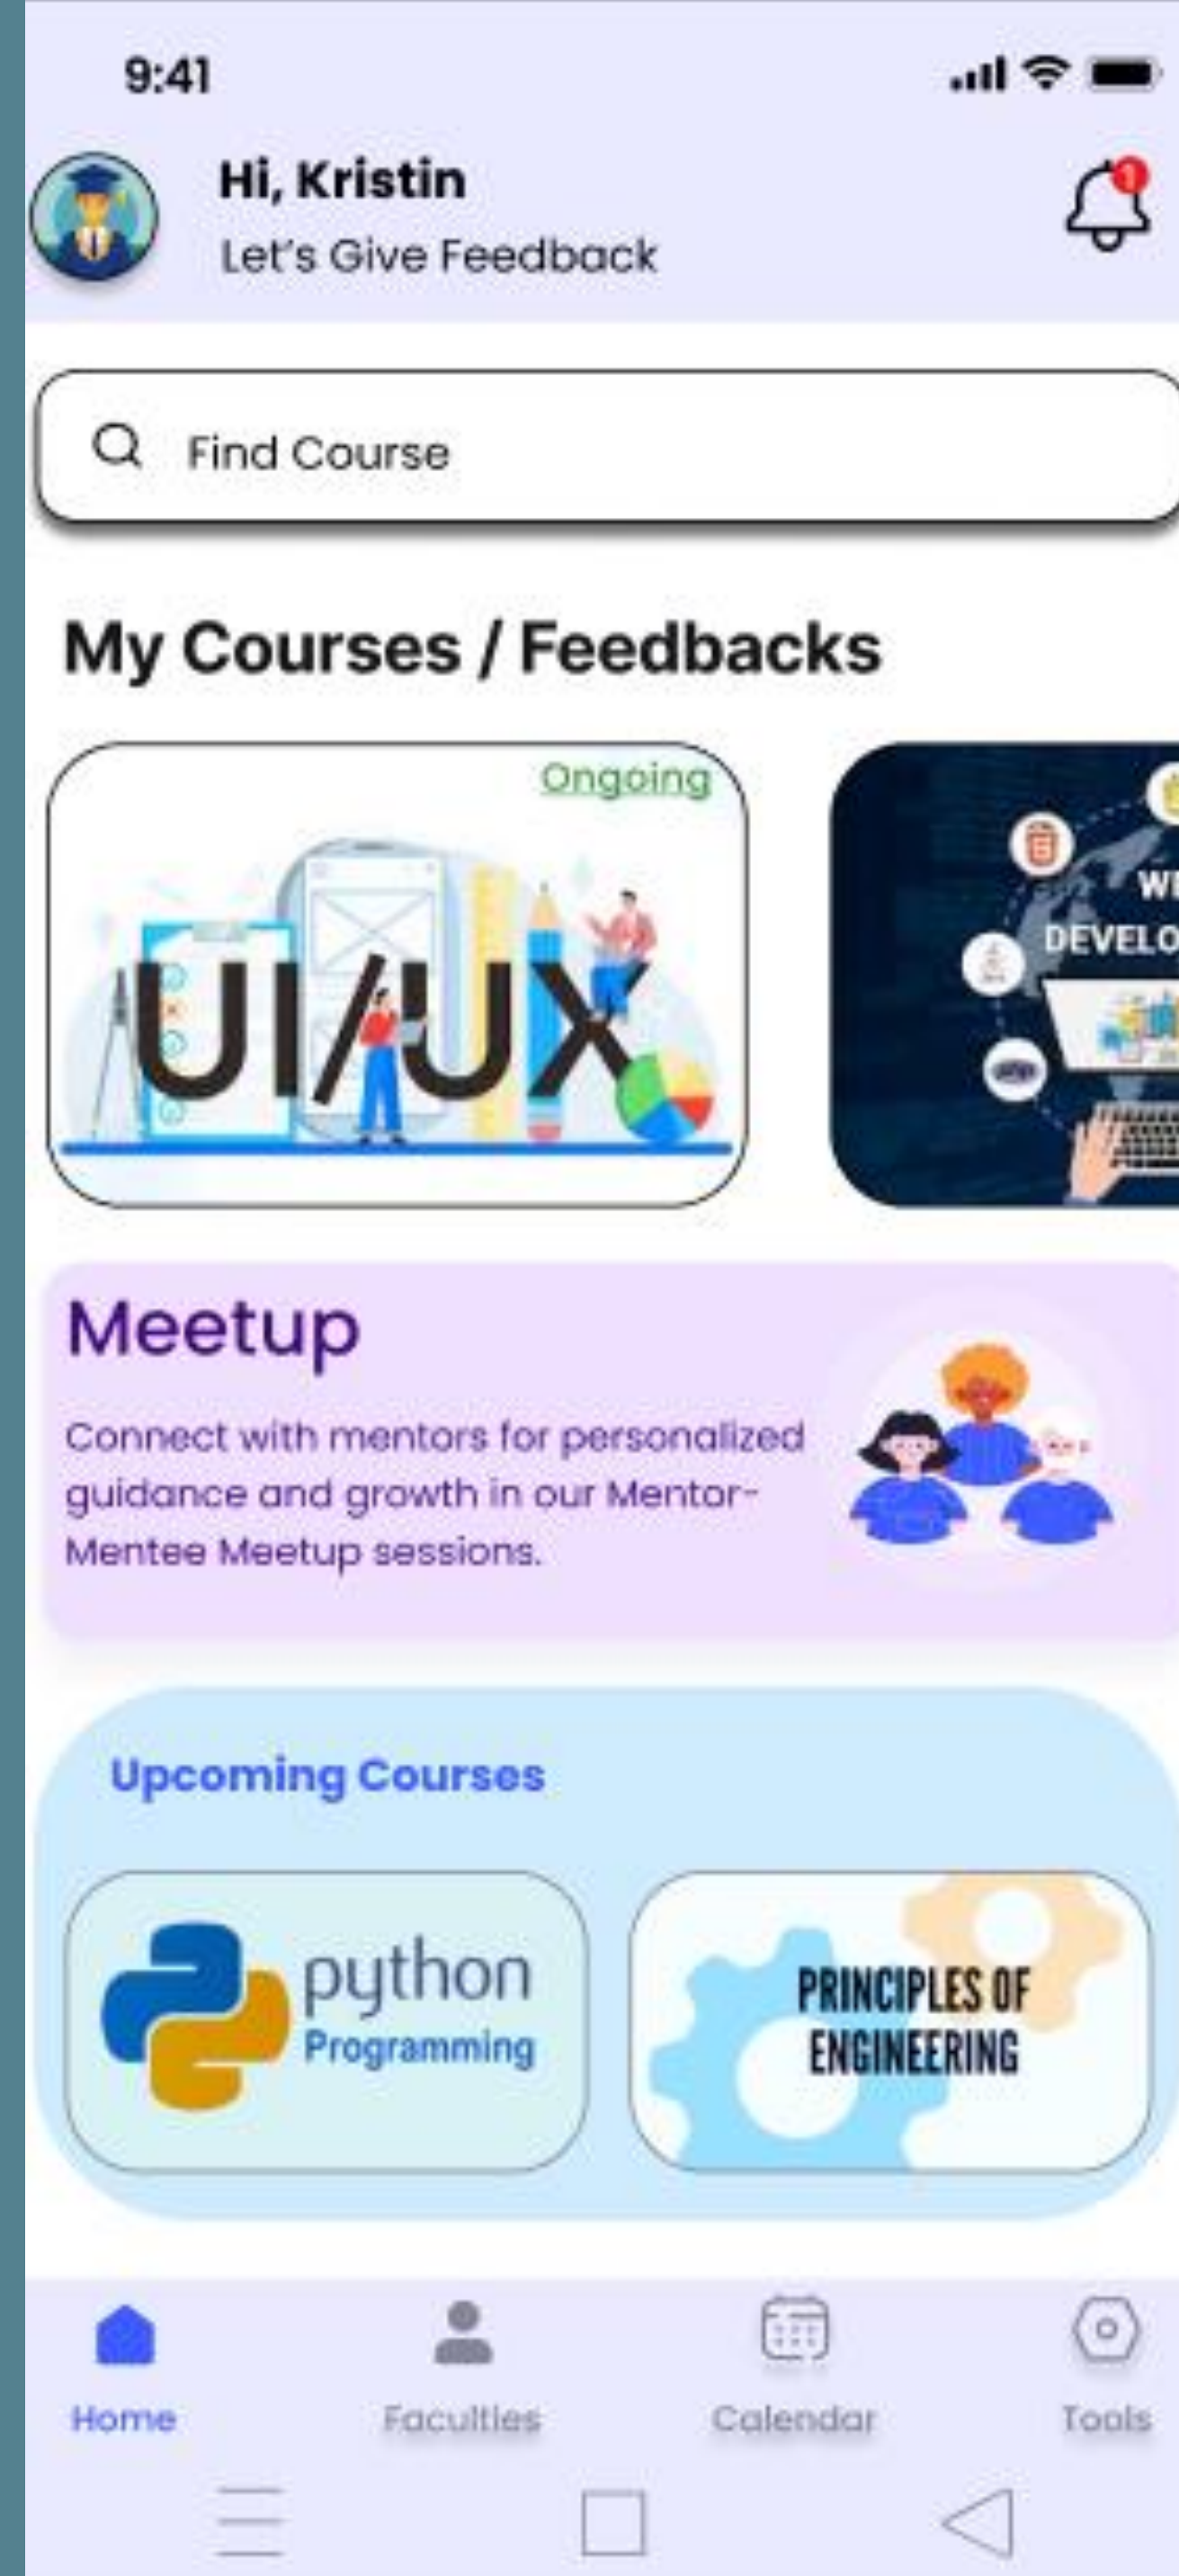 9:41
Hi, Kristin
1
Let's Give Feedback
Find Course
My Courses / Feedbacks
Ongoing
UI/UX
DEVELO
Meetup
Connect with mentors for personalized
guidance and growth in our Mentor-
Mentee Meetup sessions.
Upcoming Courses
python
Programming
PRINCIPLES OF
ENGINEERING
Home
Faculties
Calendar
Tools